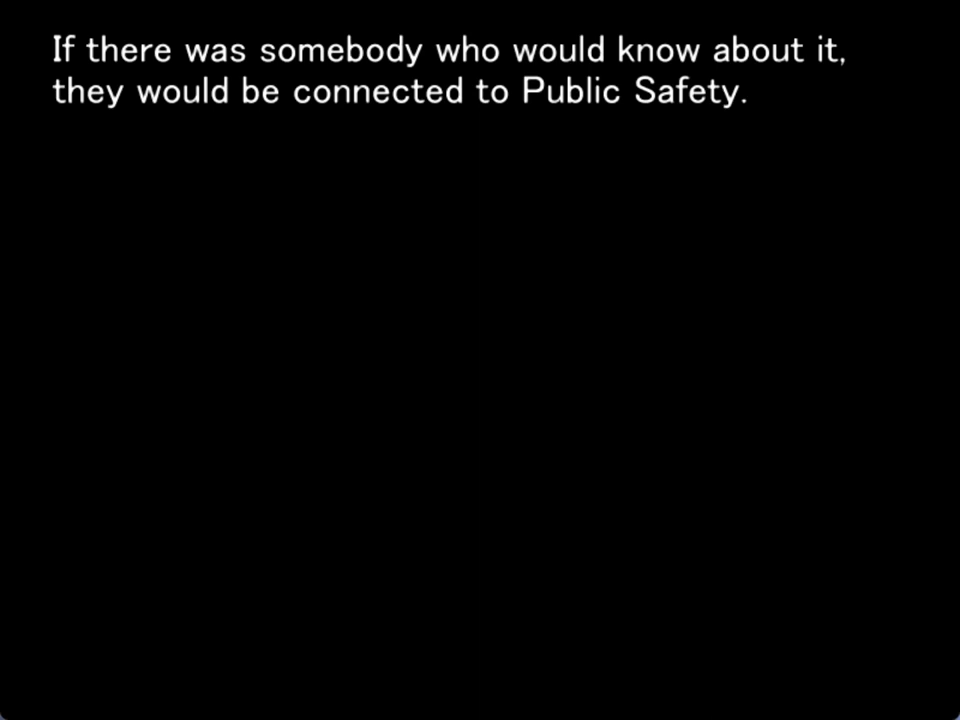 If there was somebody who would know about it,
they would be connected to Public Safety.